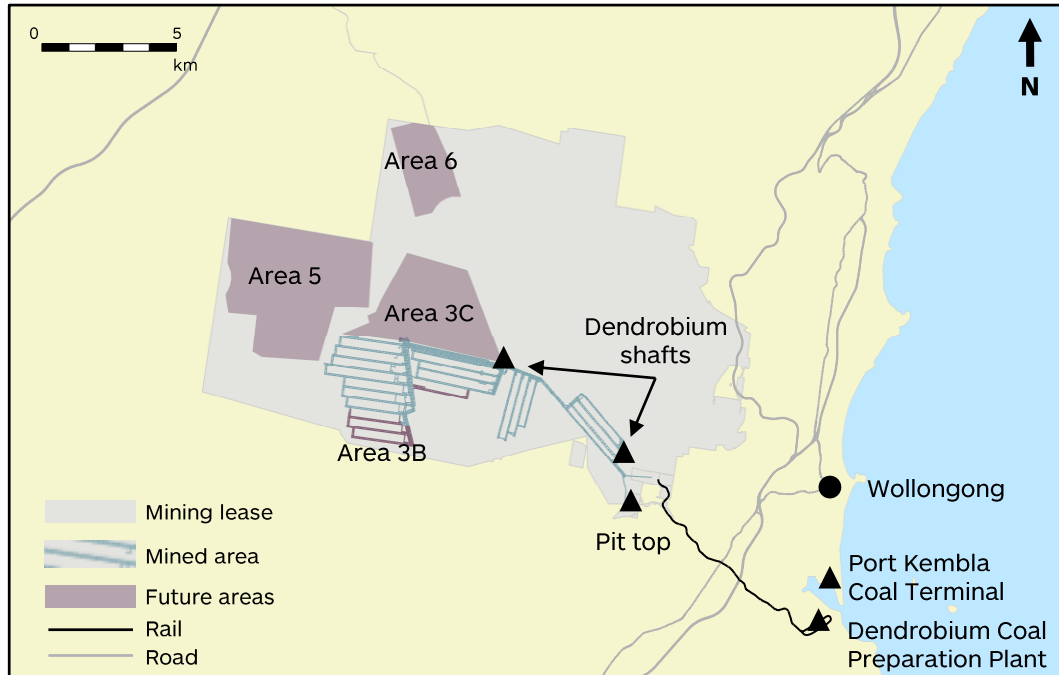 0
5
km
N
Area 6
Area 5
Area 3C
Dendrobium
shafts
Area 3B
Wollongong
Pit top
Port Kembla
Coal Terminal
Dendrobium Coal
Preparation Plant
Mining lease
Mined area
Future areas
Rail
Road